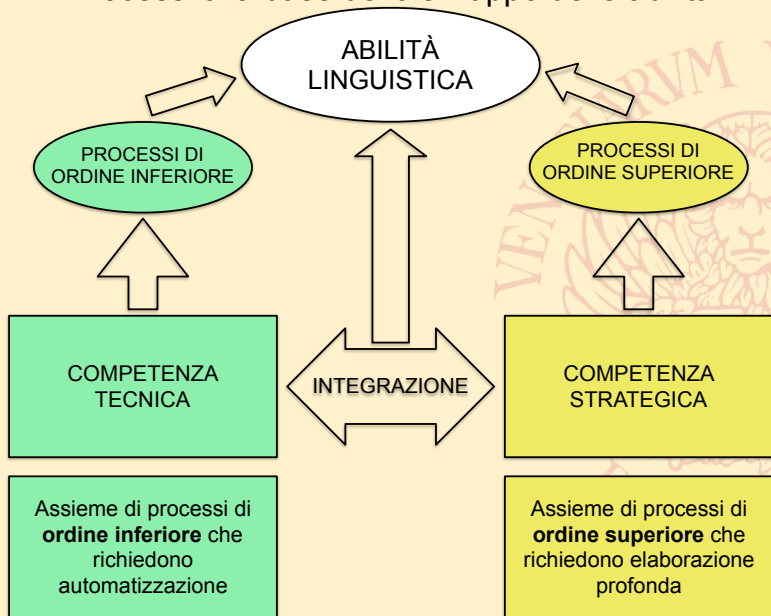 ABILITÀ
LINGUISTICA
PROCESSI DI
ORDINE INFERIORE
PROCESSI DI
ORDINE SUPERIORE
COMPETENZA
TECNICA
INTEGRAZIONE
COMPETENZA
STRATEGICA
Assieme di processi di
ordine inferiore che
richiedono
automatizzazione
Assieme di processi di
ordine superiore che
richiedono elaborazione
profonda